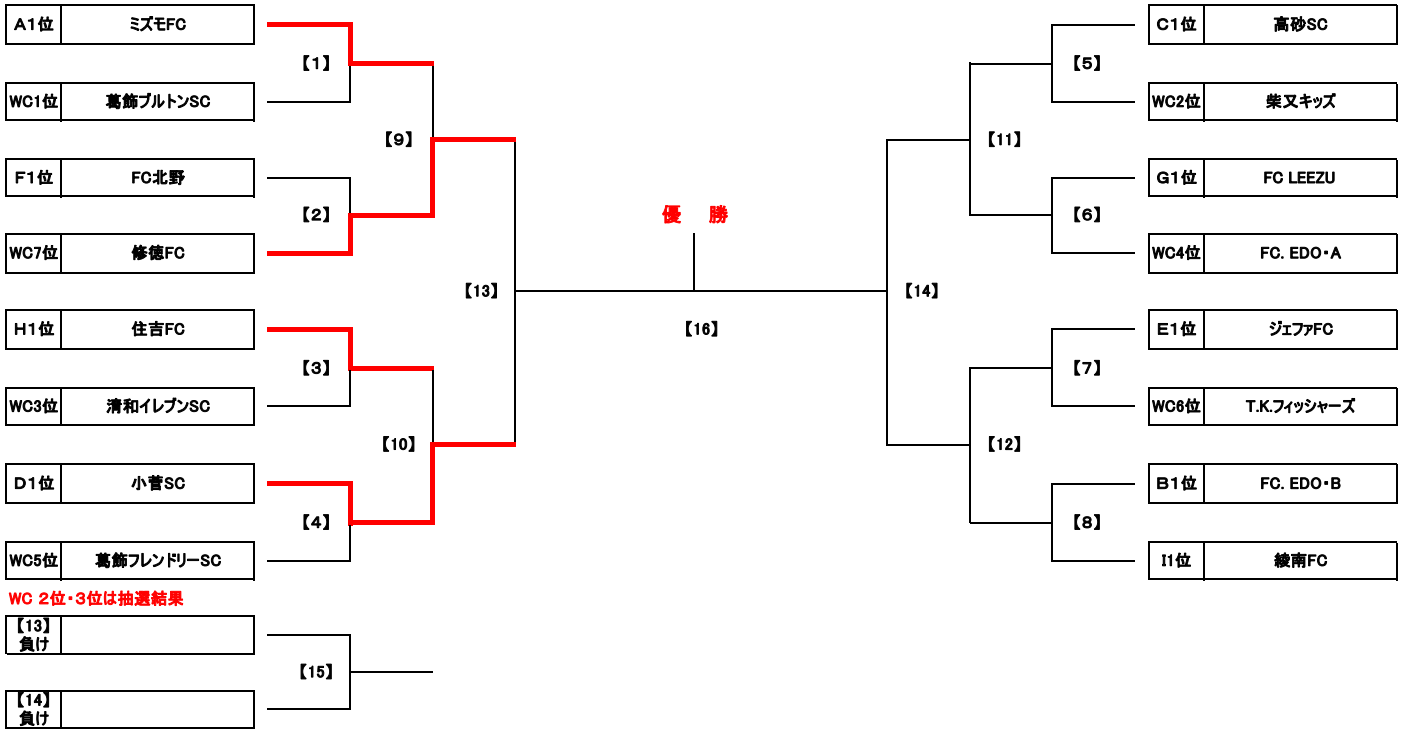 A1位 ミズモFC
【1】
WC1位 葛飾ブルトンSC
【9】
F1位 FC北野
【2】
WC7位 修徳FC
【13】
H1位 住吉FC
【3】
WC3位 清和イレブンSC
【10】
D1位 小菅SC
【4】
WC5位 葛飾フレンドリーSC
WC 2位・3位は抽選結果
【13】
負け
【15】
【14】
負け
優 勝
【16】
C1位 高砂SC
【5】
WC2位 柴又キッズ
【11】
G1位 FC LEEZU
【6】
WC4位 FC. EDO・A
【14】
E1位 ジェファFC
【7】
WC6位 T.K.フィッシャーズ
【12】
B1位 FC. EDO・B
【8】
I1位 綾南FC